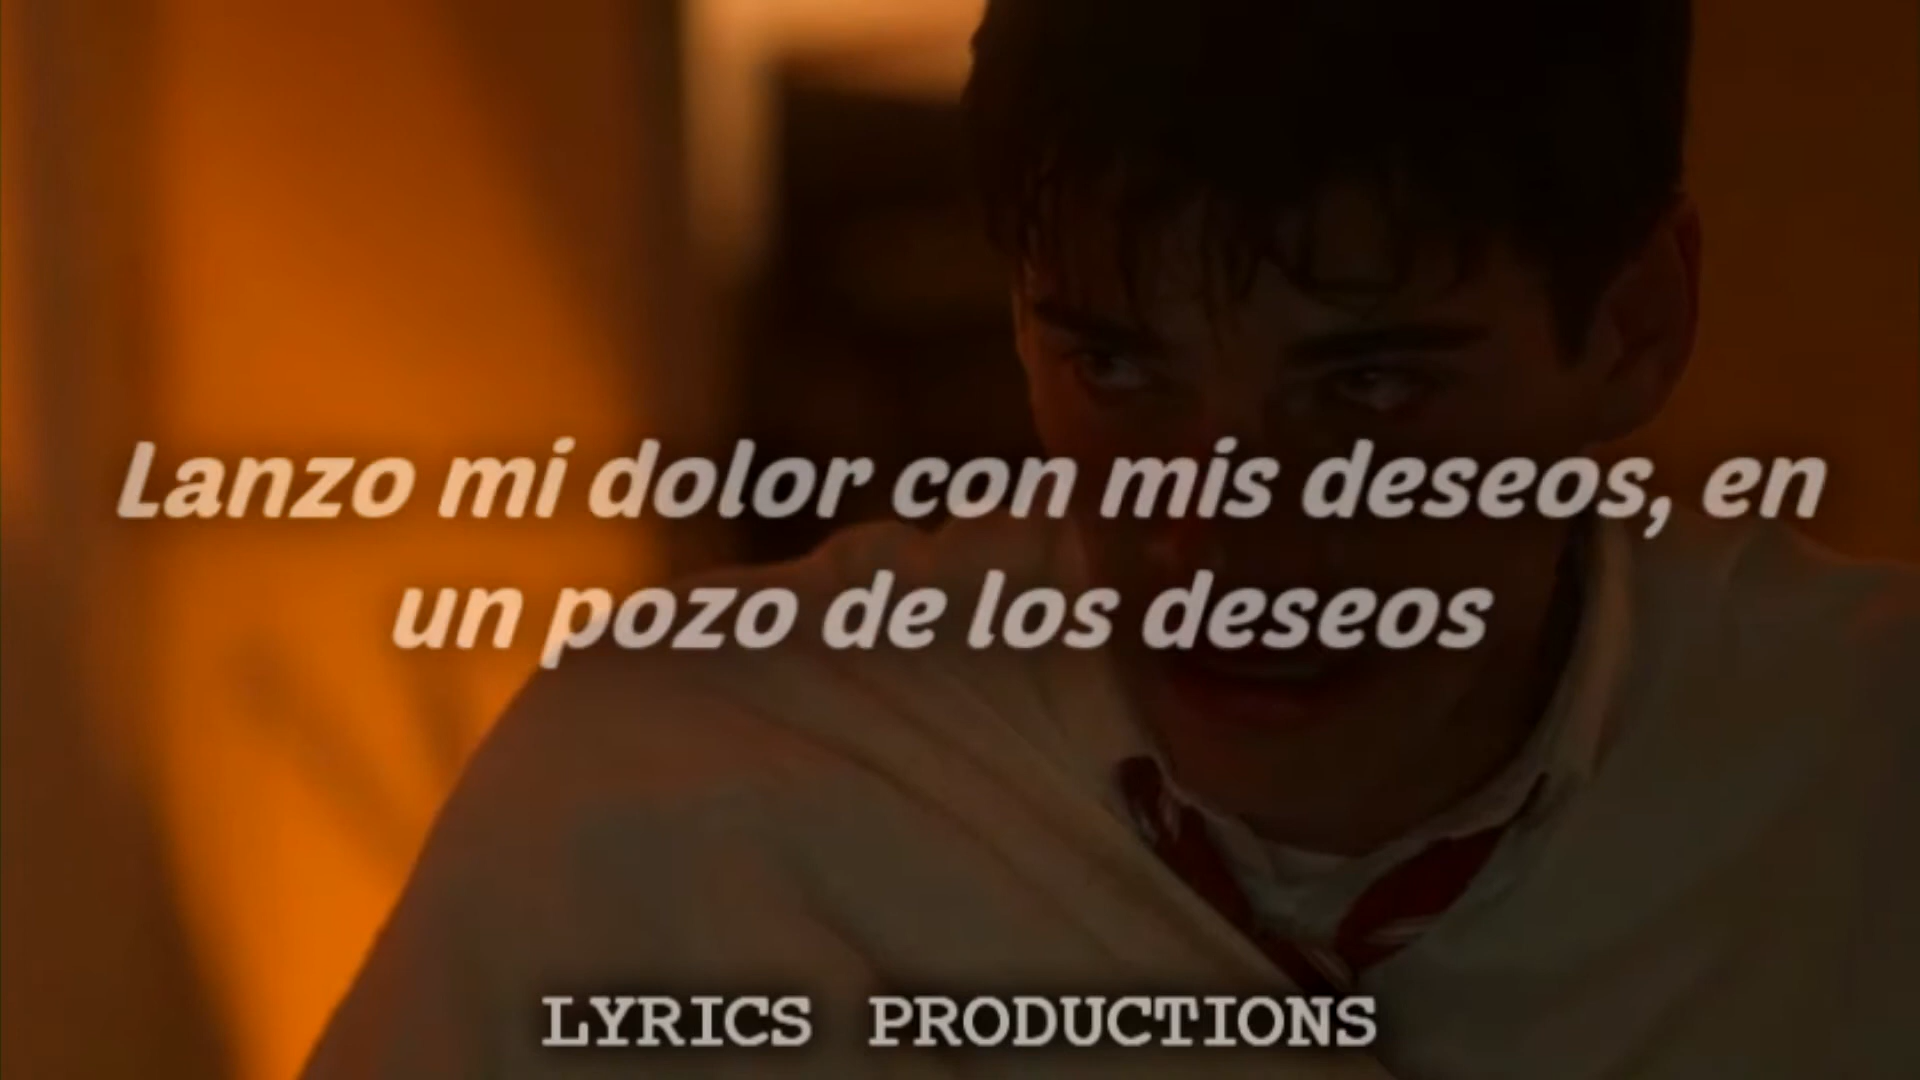 Lanzo mi dolor con mis deseos, en
un pozo de los deseos
LYRICS PRODUCTIONS